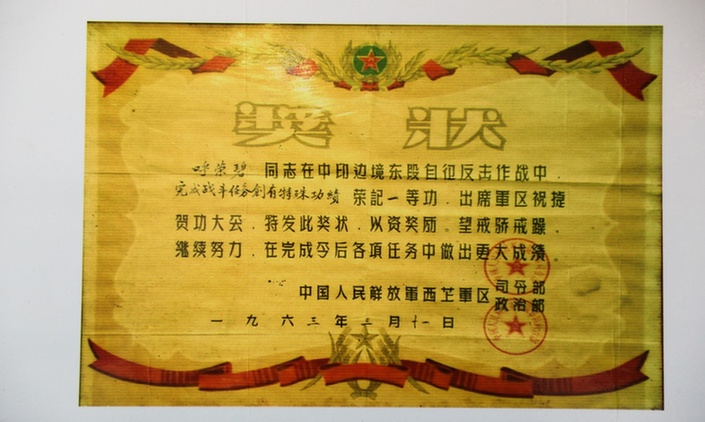 奖状
呼荣碧 同志在中印边境东段自卫反击作战中,
完成战斗任务创有特殊功绩 荣記一等功,出席軍区祝捷
贺功大会,特发此奖状,以资奖励。望戒骄戒躁,
继续努力,在完成今后各項任务中做出更大成績。
中国人民解放軍西芷軍区 司令部
政治部
一九六三年三月十一日